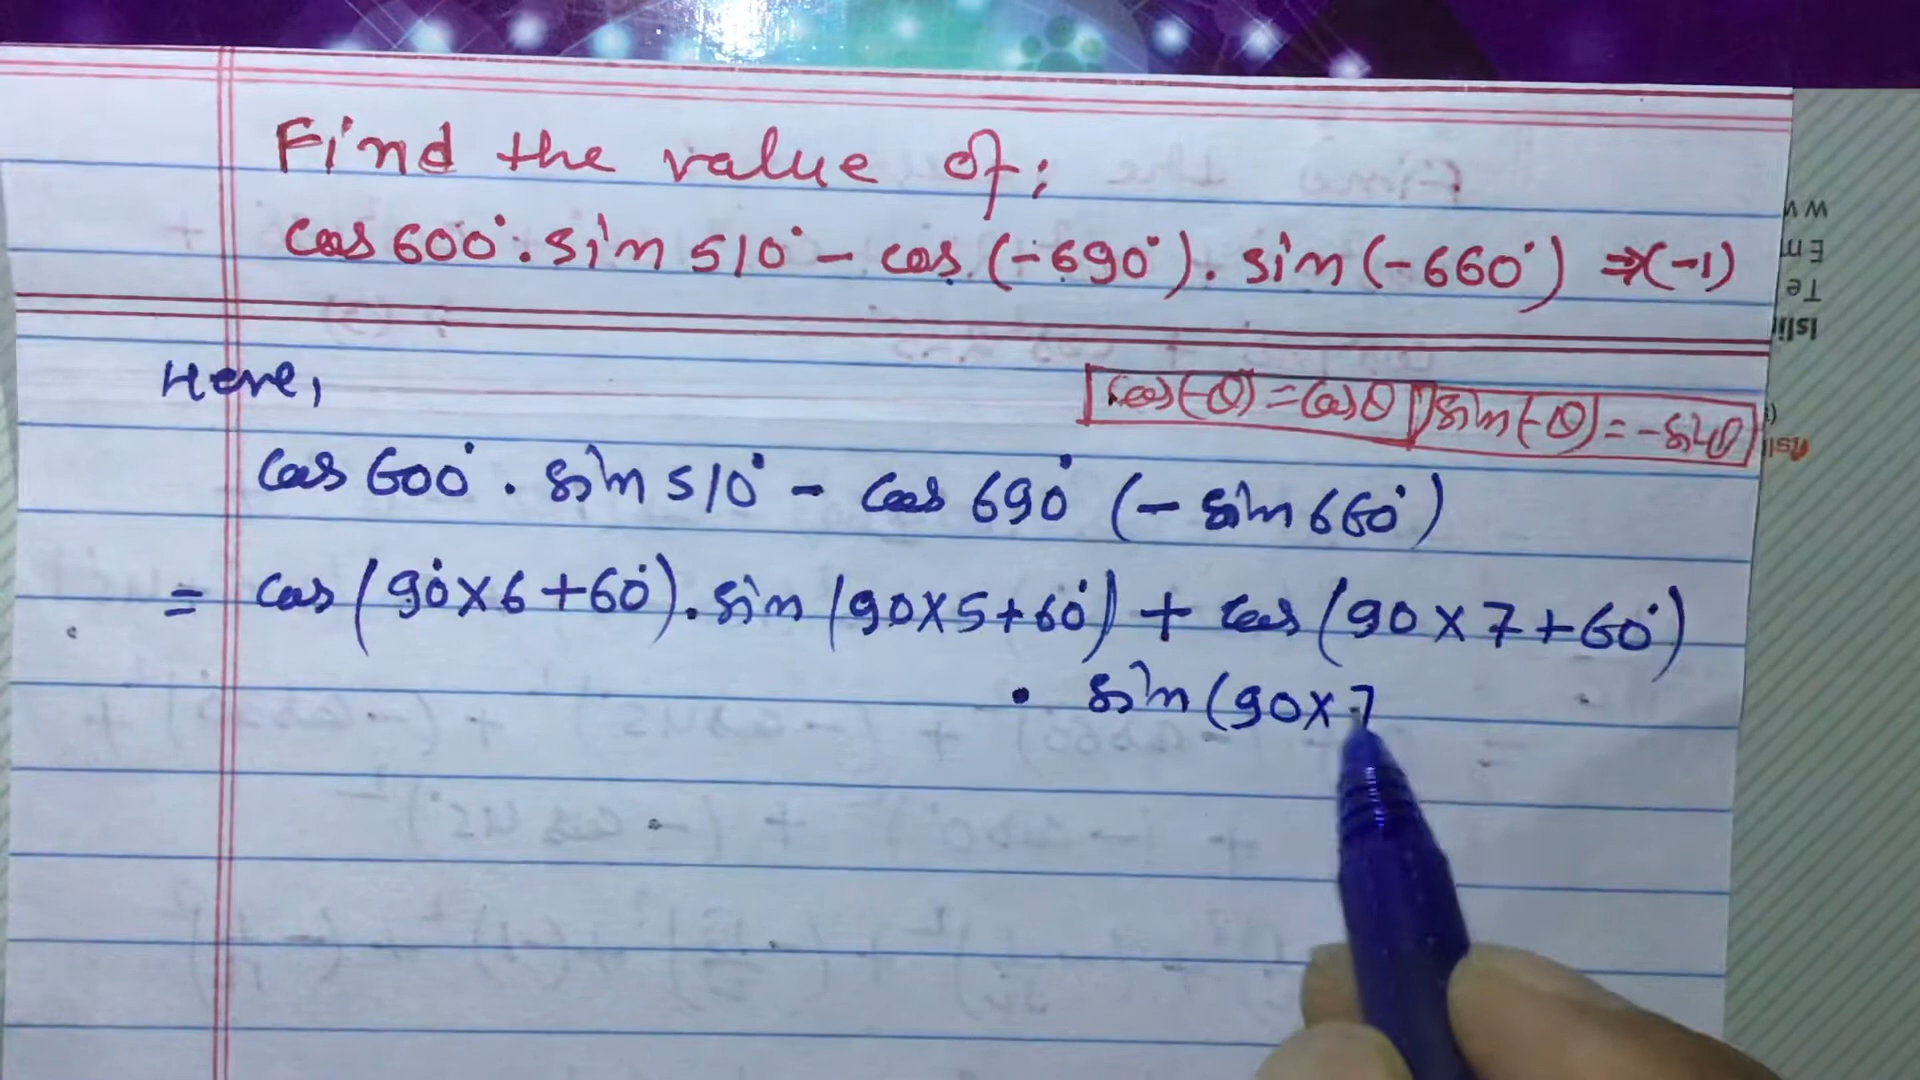 Find the value of;
cos 600° . sin 510° - cos (-690°) . sin (-660°) ⇒ (-1)
Here,
cos(-θ) = cosθ sin(-θ) = -sinθ
cos 600° . sin 510° - cos 690° (- sin 660°)
= cos (90° × 6 + 60°) . sin (90 × 5 + 60°) + cos (90 × 7 + 60°)
. sin (90 × 7